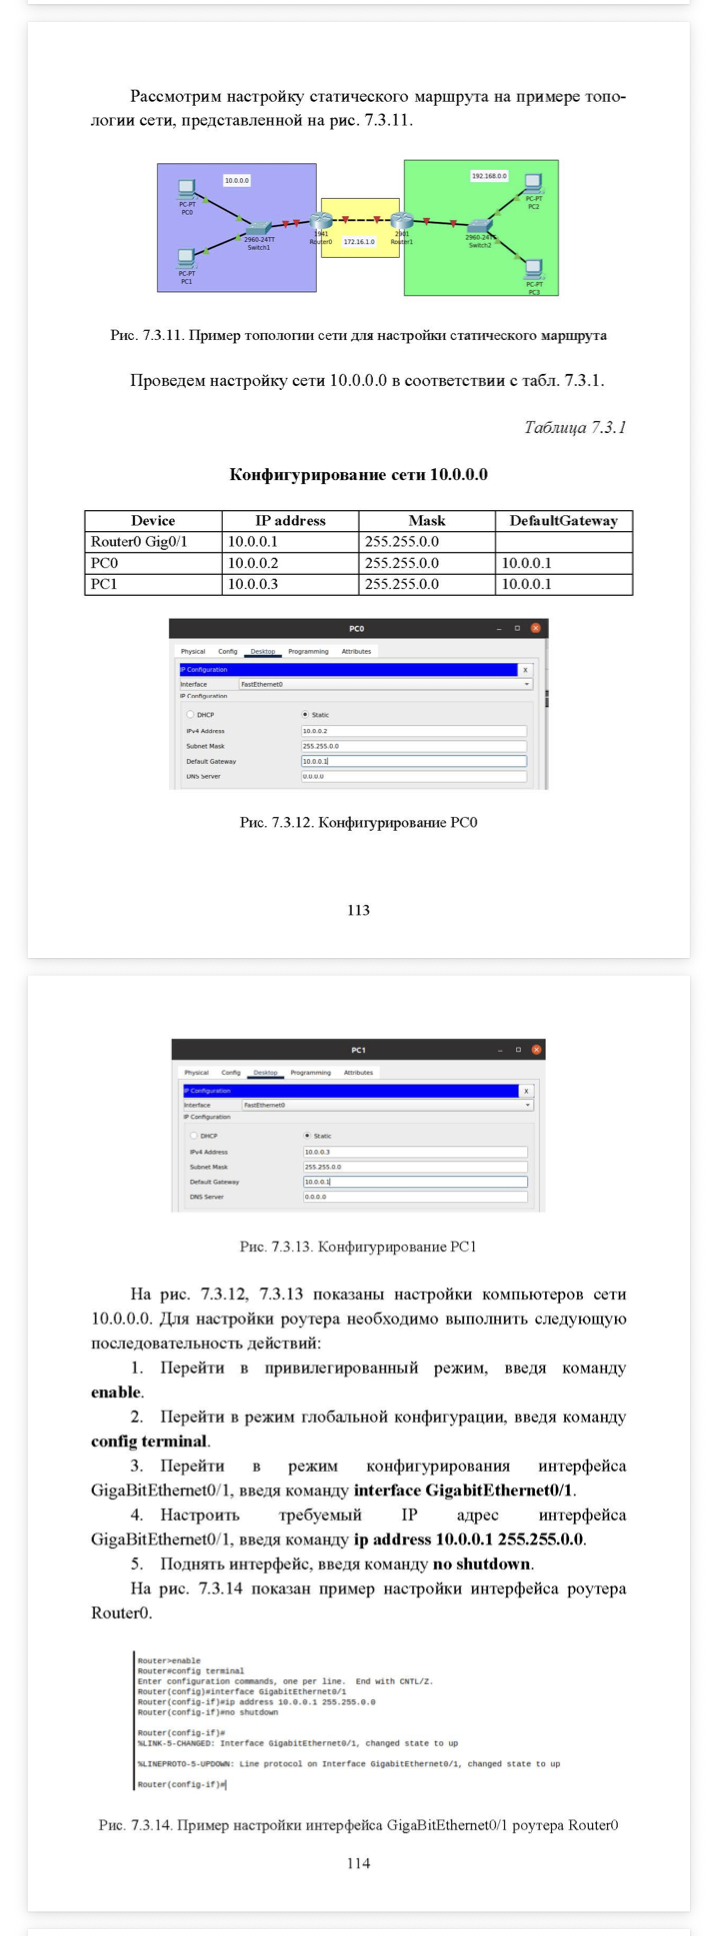 Рассмотрим настройку статического маршрута на примере топо-
логии сети, представленной на рис. 7.3.11.
10.0.0.0
192.168.0.0
PC-PT
PC0
PC-PT
PC2
1941
Router0
2901
Router1
172.16.1.0
2960-24TT
Switch1
2960-24TT
Switch2
PC-PT
PC1
PC-PT
PC3
Рис. 7.3.11. Пример топологии сети для настройки статического маршрута
Проведем настройку сети 10.0.0.0 в соответствии с табл. 7.3.1.
Таблица 7.3.1
Конфигурирование сети 10.0.0.0
Device IP address Mask DefaultGateway
Router0 Gig0/1 10.0.0.1 255.255.0.0
PC0 10.0.0.2 255.255.0.0 10.0.0.1
PC1 10.0.0.3 255.255.0.0 10.0.0.1
PC0
Physical Config Desktop Programming Attributes
IP Configuration X
Interface FastEthernet0
IP Configuration
DHCP Static
IPv4 Address 10.0.0.2
Subnet Mask 255.255.0.0
Default Gateway 10.0.0.1
DNS Server 0.0.0.0
Рис. 7.3.12. Конфигурирование PC0
113
PC1
Physical Config Desktop Programming Attributes
IP Configuration X
Interface FastEthernet0
IP Configuration
DHCP Static
IPv4 Address 10.0.0.3
Subnet Mask 255.255.0.0
Default Gateway 10.0.0.1
DNS Server 0.0.0.0
Рис. 7.3.13. Конфигурирование PC1
На рис. 7.3.12, 7.3.13 показаны настройки компьютеров сети
10.0.0.0. Для настройки роутера необходимо выполнить следующую
последовательность действий:
1. Перейти в привилегированный режим, введя команду
enable.
2. Перейти в режим глобальной конфигурации, введя команду
config terminal.
3. Перейти в режим конфигурирования интерфейса
GigaBitEthernet0/1, введя команду interface GigabitEthernet0/1.
4. Настроить требуемый IP адрес интерфейса
GigaBitEthernet0/1, введя команду ip address 10.0.0.1 255.255.0.0.
5. Поднять интерфейс, введя команду no shutdown.
На рис. 7.3.14 показан пример настройки интерфейса роутера
Router0.
Router>enable
Router#config terminal
Enter configuration commands, one per line. End with CNTL/Z.
Router(config)#interface GigabitEthernet0/1
Router(config-if)#ip address 10.0.0.1 255.255.0.0
Router(config-if)#no shutdown
Router(config-if)#
%LINK-5-CHANGED: Interface GigabitEthernet0/1, changed state to up
%LINEPROTO-5-UPDOWN: Line protocol on Interface GigabitEthernet0/1, changed state to up
Router(config-if)#
Рис. 7.3.14. Пример настройки интерфейса GigaBitEthernet0/1 роутера Router0
114